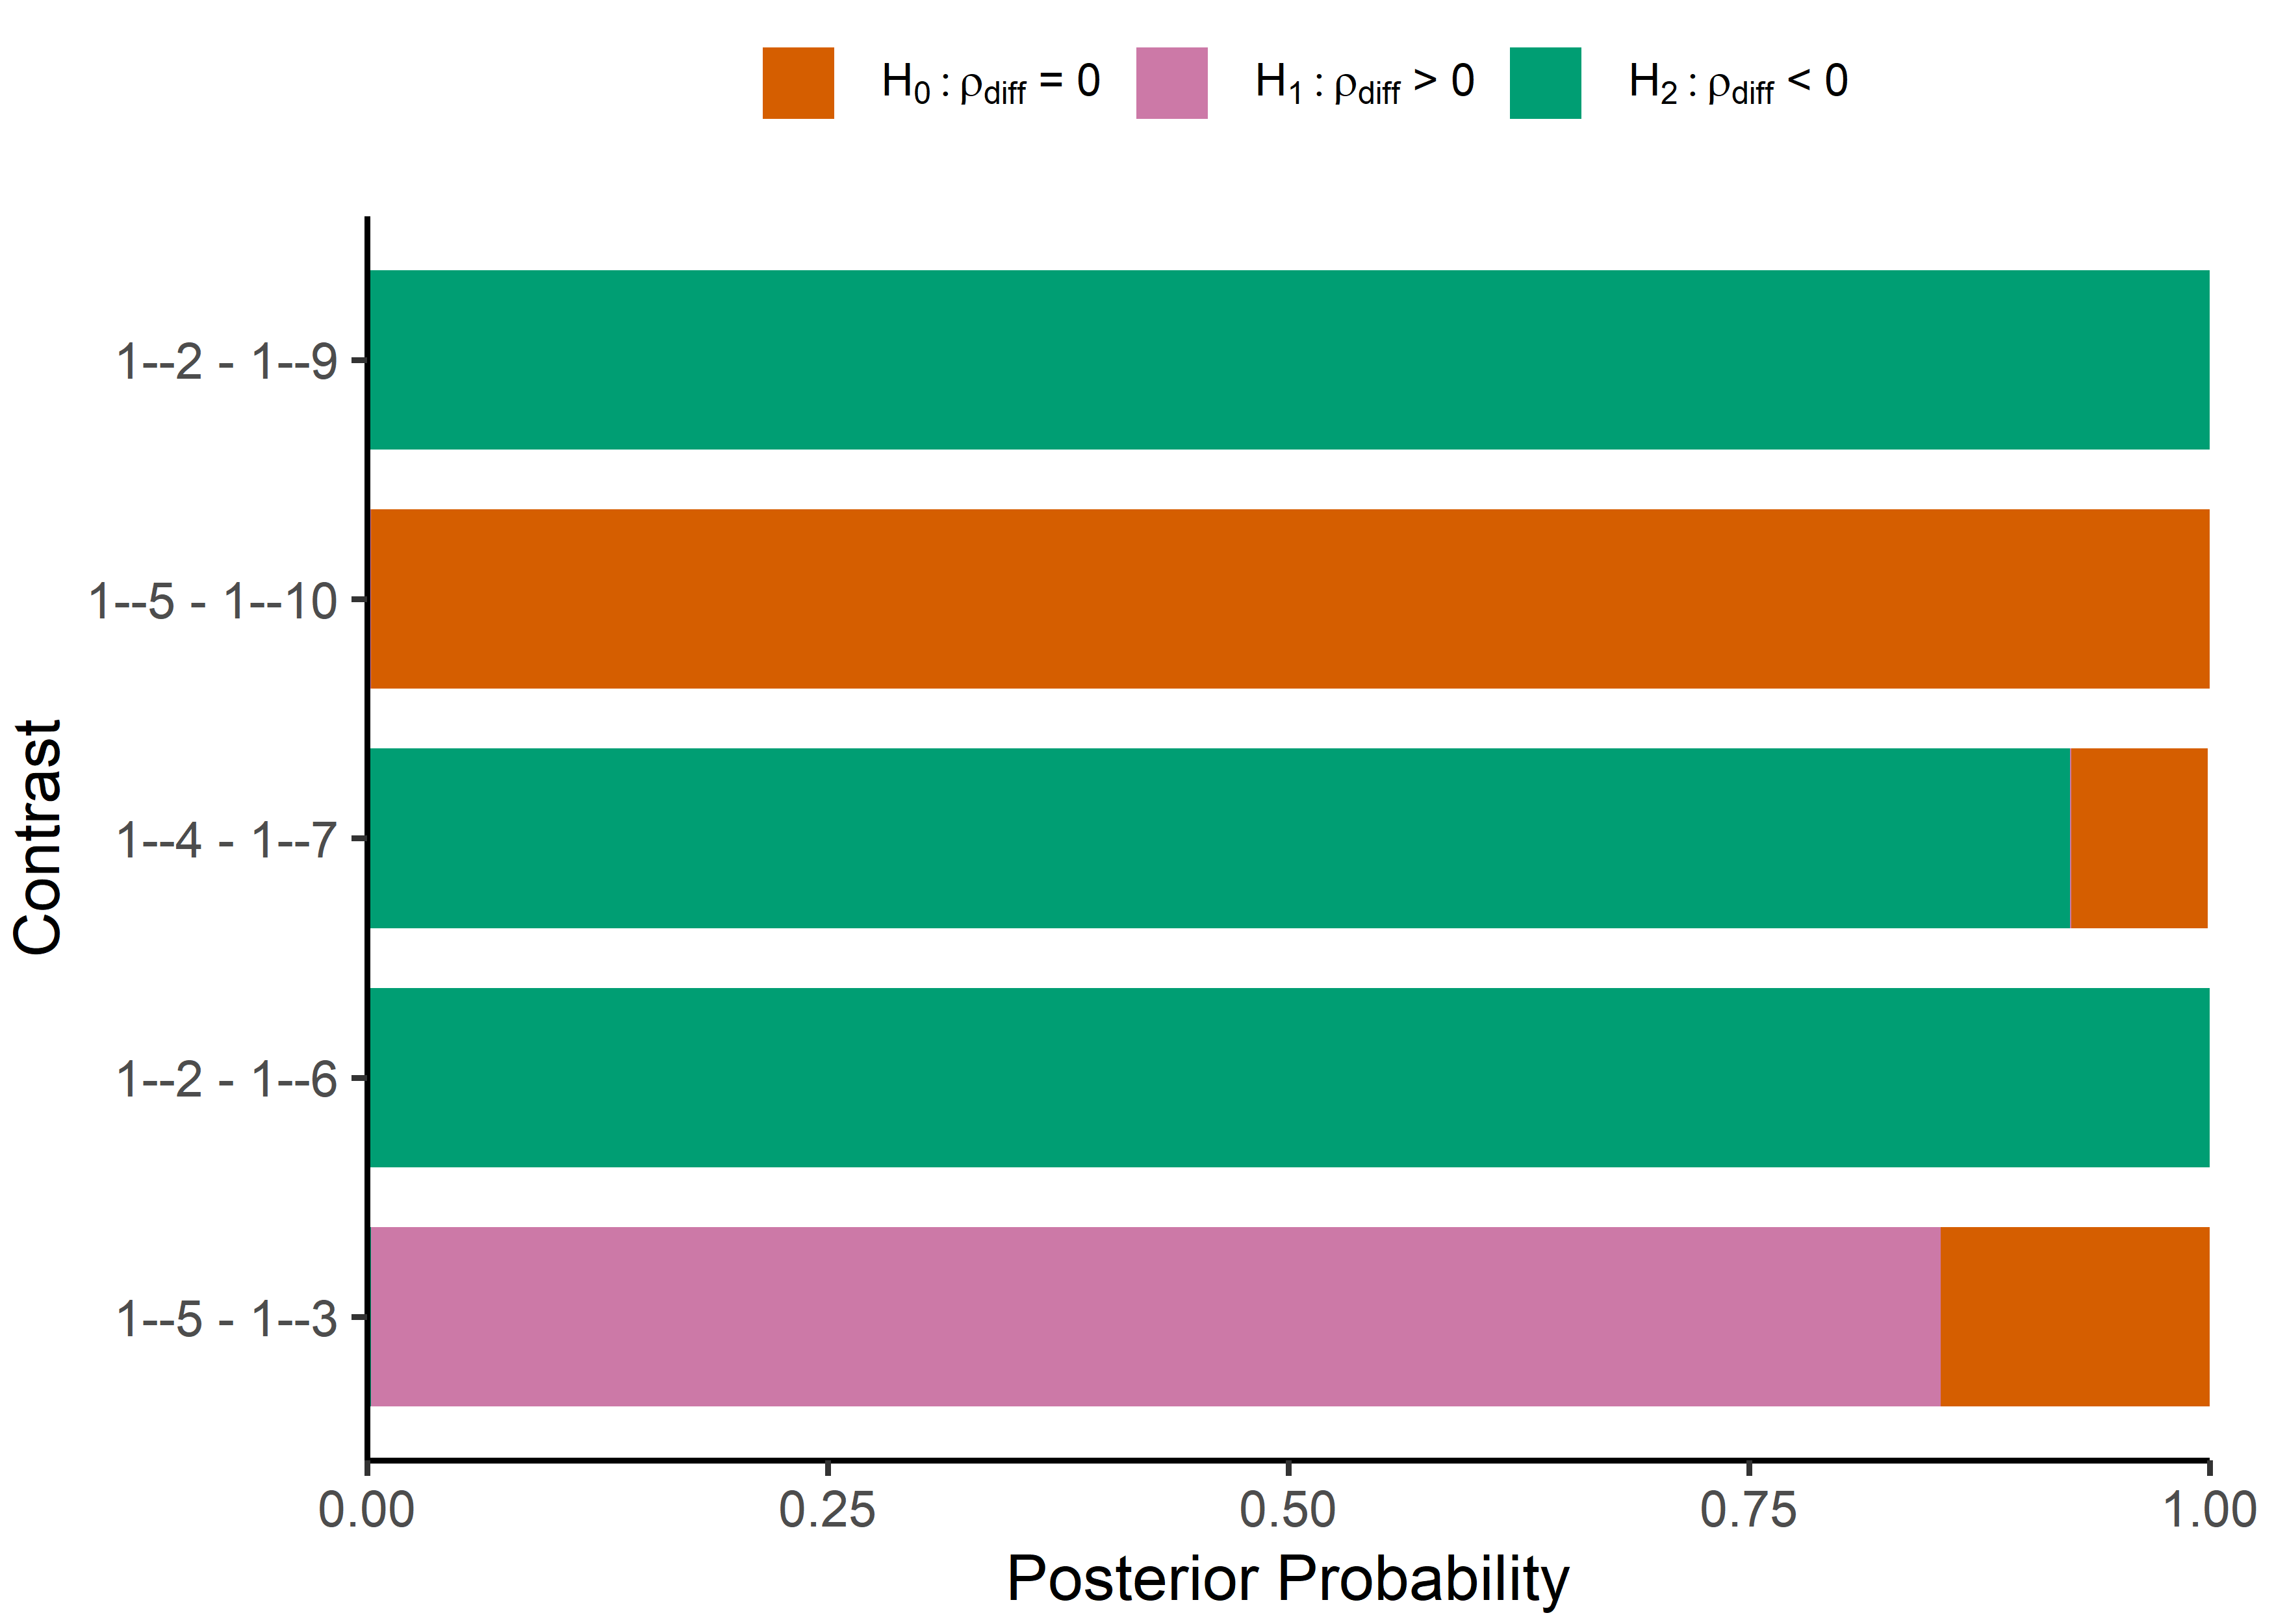 H0 : ρdiff = 0 H1 : ρdiff > 0 H2 : ρdiff < 0
1--2 - 1--9
1--5 - 1--10
1--4 - 1--7
1--2 - 1--6
1--5 - 1--3
Contrast
0.00 0.25 0.50 0.75 1.00
Posterior Probability